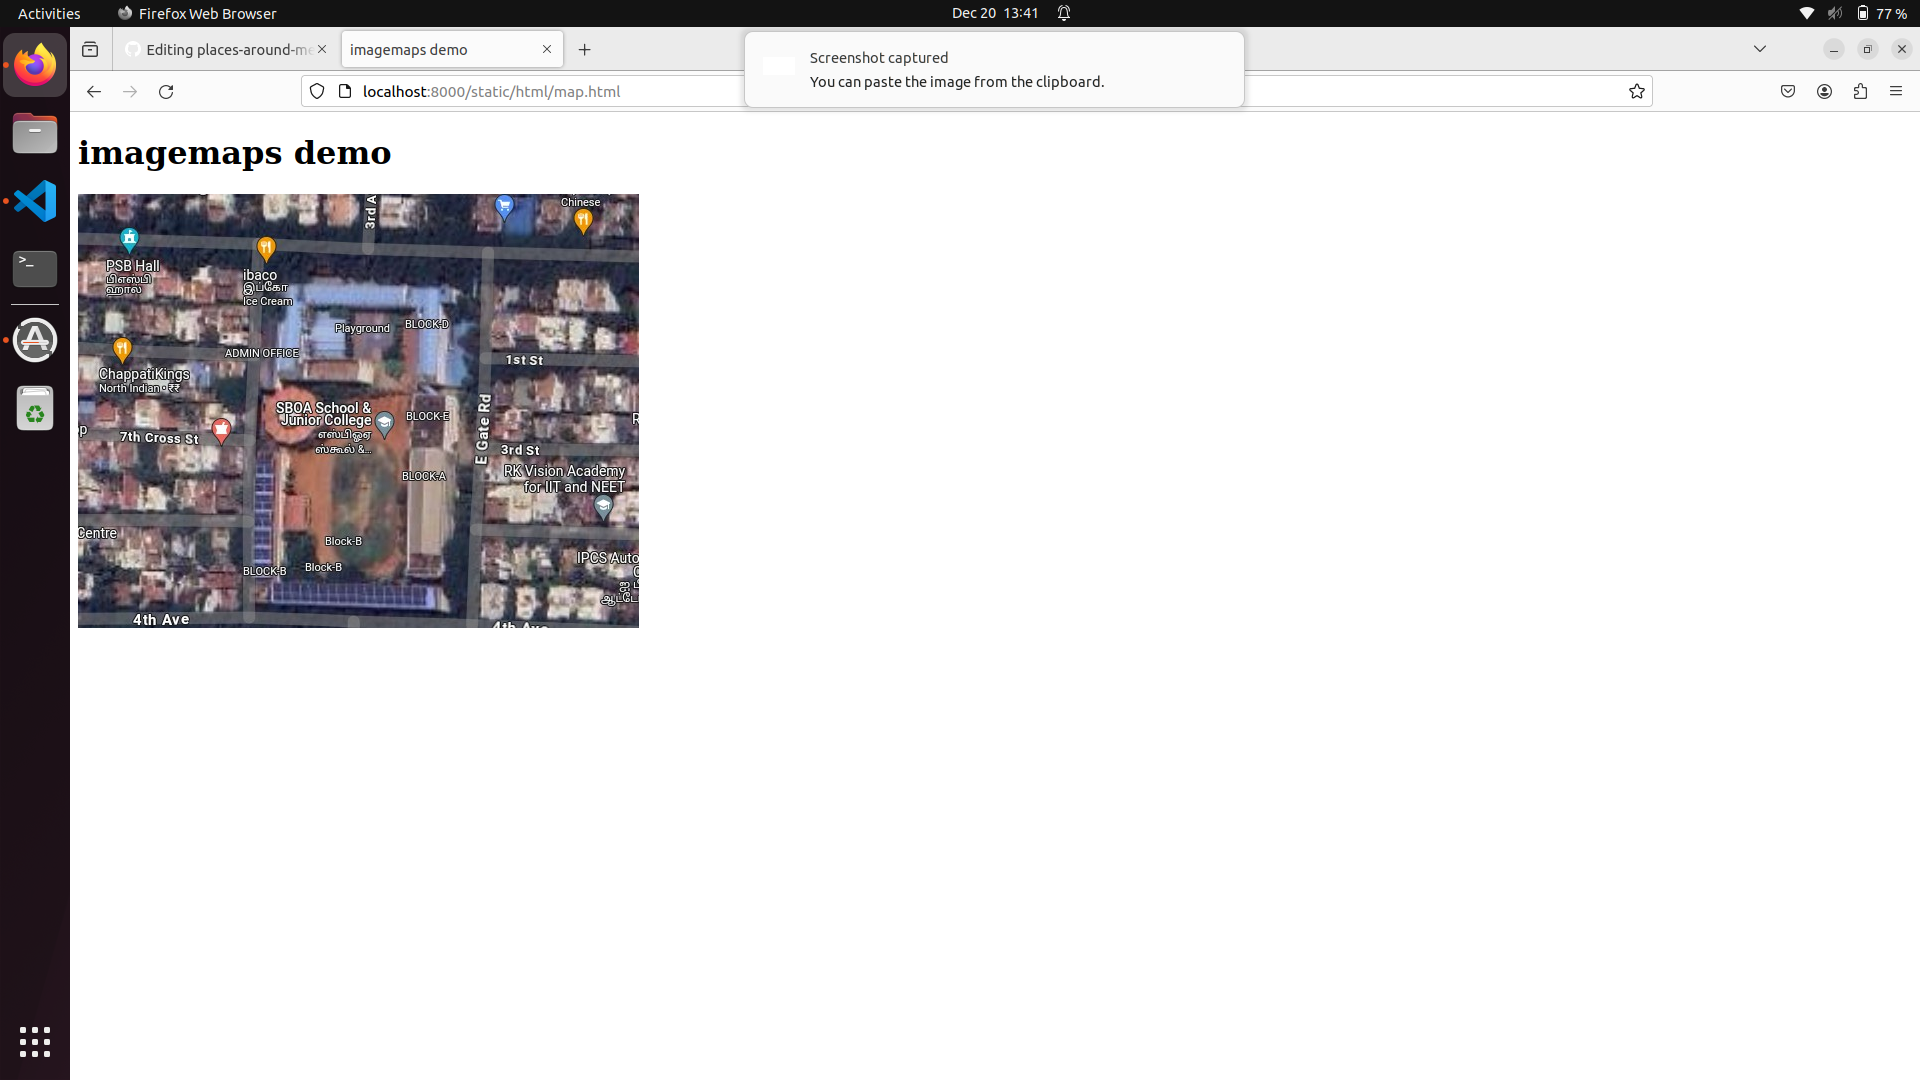 Activities
Firefox Web Browser
Dec 20 13:41
77 %
Editing places-around-me
imagemaps demo
Screenshot captured
You can paste the image from the clipboard.
localhost:8000/static/html/map.html
imagemaps demo
3rd A
Chinese
PSB Hall
பிஎஸ்பி
ஹால்
ibaco
இப்கோ
Ice Cream
Playground
BLOCK-D
ADMIN OFFICE
1st St
ChappatiKings
North Indian • ₹₹
SBOA School &
Junior College
எஸ்பிஓஏ
ஸ்கூல் &...
BLOCK-E
E Gate Rd
R
op
7th Cross St
3rd St
RK Vision Academy
for IIT and NEET
BLOCK-A
Centre
Block-B
IPCS Auto
Block-B
BLOCK-B
ஆட்டோ
4th Ave
4th Ave